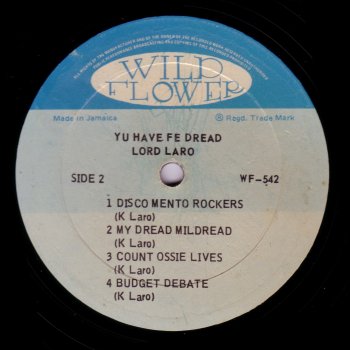 WILD
FLOWER
Made in Jamaica
® Regd. Trade Mark
YU HAVE FE DREAD
LORD LARO
SIDE 2
WF-542
1 DISCO MENTO ROCKERS
(K Laro)
2 MY DREAD MILDREAD
(K Laro)
3 COUNT OSSIE LIVES
(K Laro)
4 BUDGET DEBATE
(K Laro)